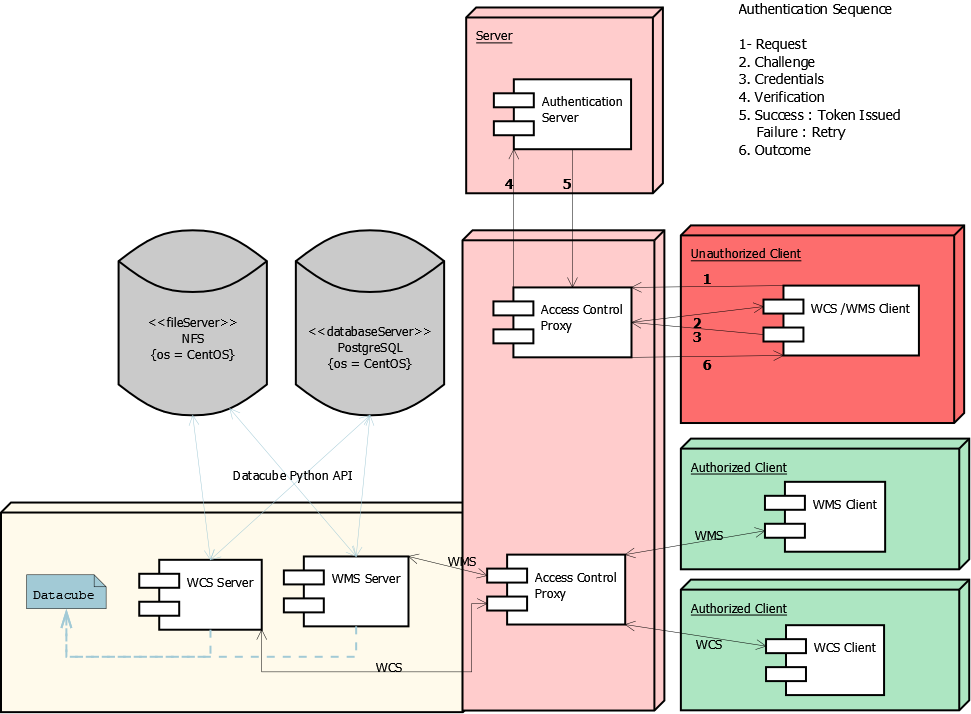 Authentication Sequence
1- Request
2. Challenge
3. Credentials
4. Verification
5. Success : Token Issued
Failure : Retry
6. Outcome
Server
Authentication
Server
4
5
Unauthorized Client
1
WCS /WMS Client
2
3
6
Access Control
Proxy
<<fileServer>>
NFS
{os = CentOS}
<<databaseServer>>
PostgreSQL
{os = CentOS}
Datacube Python API
Authorized Client
WMS Client
WMS
Datacube
WCS Server
WMS Server
WMS
Access Control
Proxy
WCS
Authorized Client
WCS Client
WCS